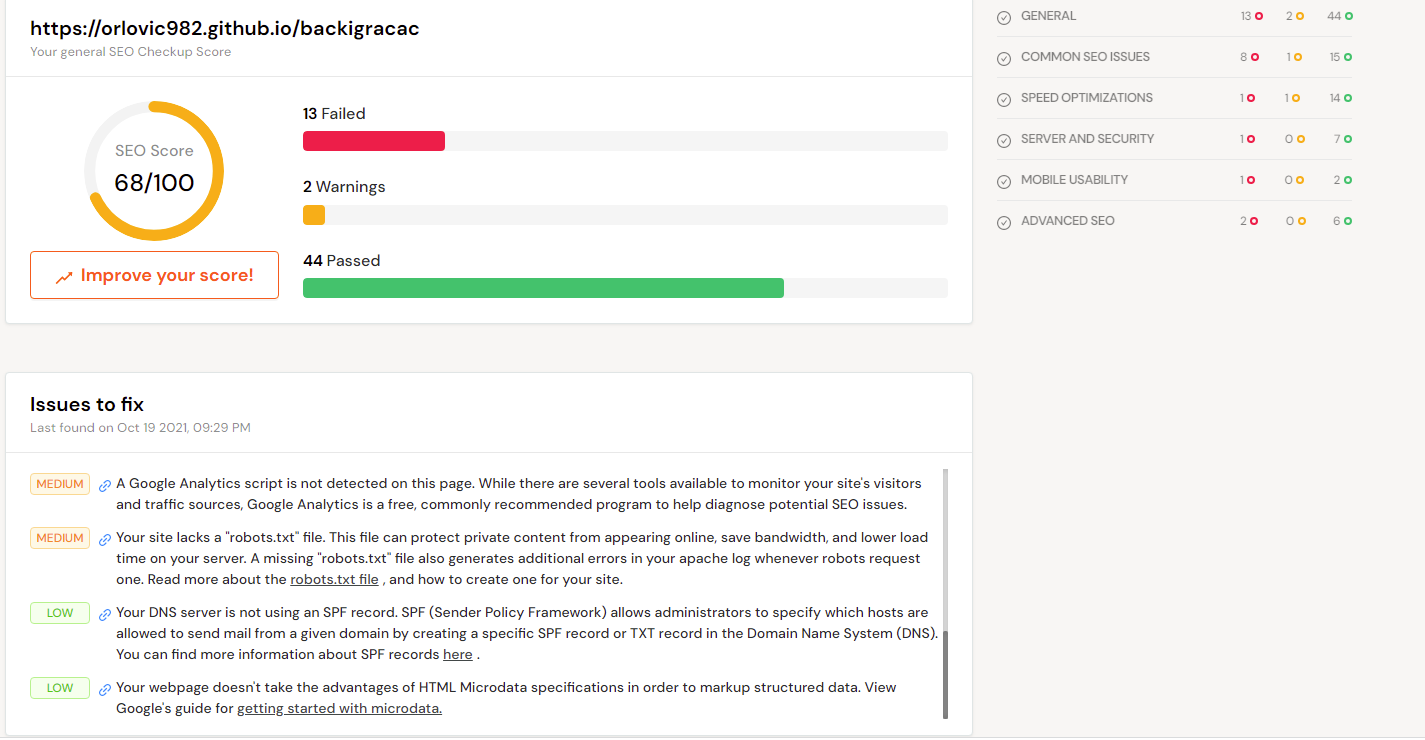 https://orlovic982.github.io/backigracac
Your general SEO Checkup Score
SEO Score
68/100
Improve your score!
13 Failed
2 Warnings
44 Passed
GENERAL 13 2 44
COMMON SEO ISSUES 8 1 15
SPEED OPTIMIZATIONS 1 1 14
SERVER AND SECURITY 1 0 7
MOBILE USABILITY 1 0 2
ADVANCED SEO 2 0 6
Issues to fix
Last found on Oct 19 2021, 09:29 PM
MEDIUM A Google Analytics script is not detected on this page. While there are several tools available to monitor your site's visitors
and traffic sources, Google Analytics is a free, commonly recommended program to help diagnose potential SEO issues.
MEDIUM Your site lacks a "robots.txt" file. This file can protect private content from appearing online, save bandwidth, and lower load
time on your server. A missing "robots.txt" file also generates additional errors in your apache log whenever robots request
one. Read more about the robots.txt file , and how to create one for your site.
LOW Your DNS server is not using an SPF record. SPF (Sender Policy Framework) allows administrators to specify which hosts are
allowed to send mail from a given domain by creating a specific SPF record or TXT record in the Domain Name System (DNS).
You can find more information about SPF records here .
LOW Your webpage doesn't take the advantages of HTML Microdata specifications in order to markup structured data. View
Google's guide for getting started with microdata.